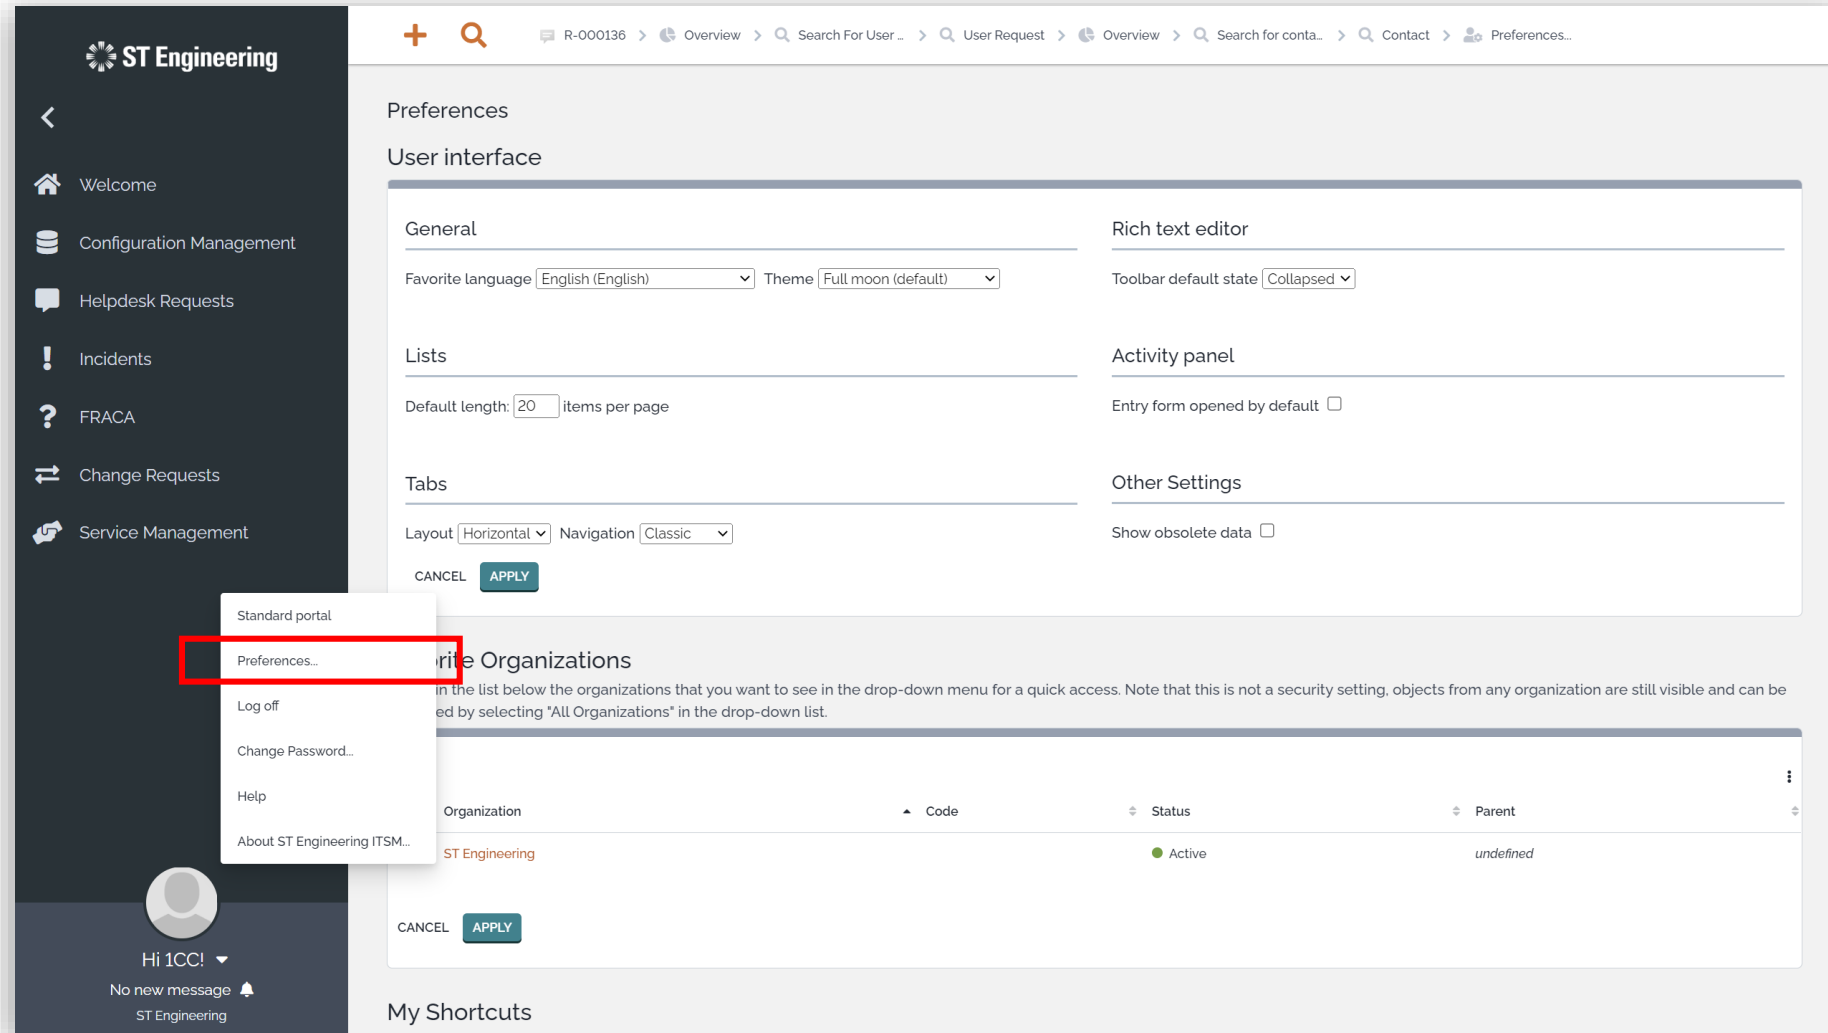 ST Engineering
R-000136 Overview Search For User ... User Request Overview Search for conta... Contact Preferences...
Welcome
Configuration Management
Helpdesk Requests
Incidents
FRACA
Change Requests
Service Management
Standard portal
Preferences...
Log off
Change Password...
Help
About ST Engineering ITSM...
Hi 1CC!
No new message
ST Engineering
Preferences
User interface
General
Favorite language English (English) Theme Full moon (default)
Rich text editor
Toolbar default state Collapsed
Lists
Default length: 20 items per page
Activity panel
Entry form opened by default
Tabs
Layout Horizontal Navigation Classic
Other Settings
Show obsolete data
CANCEL APPLY
rite Organizations
in the list below the organizations that you want to see in the drop-down menu for a quick access. Note that this is not a security setting, objects from any organization are still visible and can be
ed by selecting "All Organizations" in the drop-down list.
Organization Code Status Parent
ST Engineering Active undefined
CANCEL APPLY
My Shortcuts